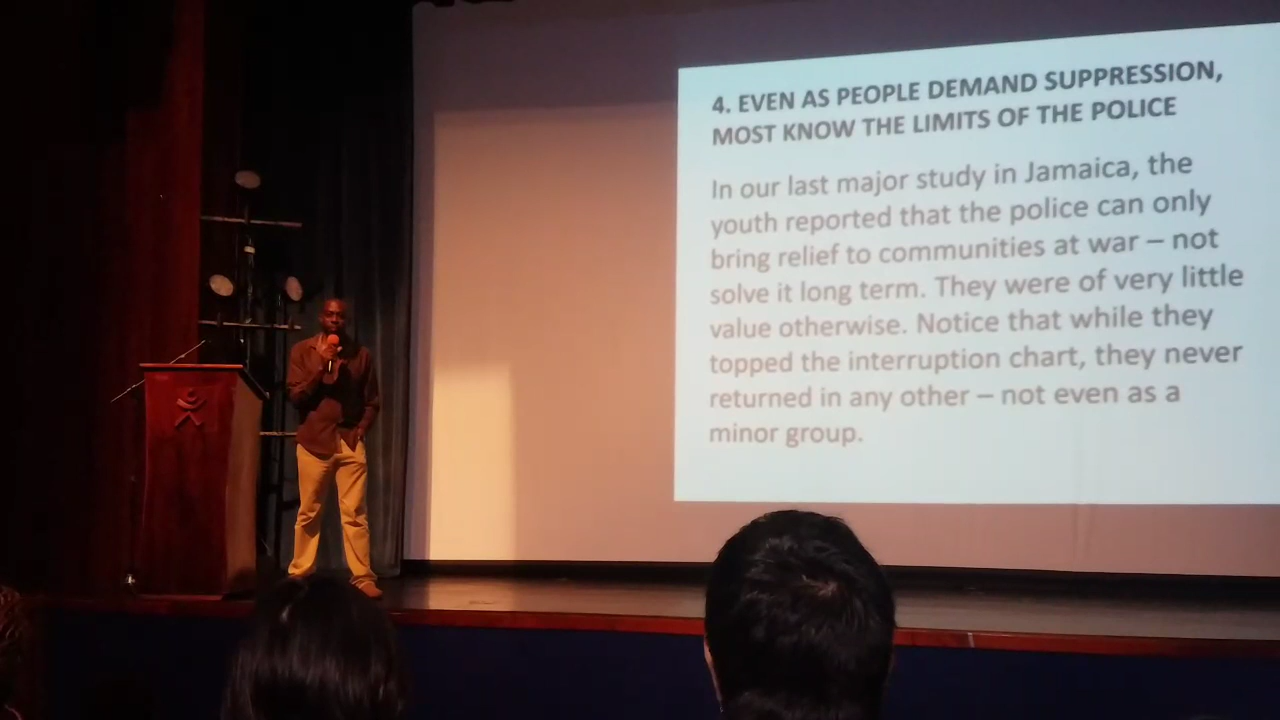 4. EVEN AS PEOPLE DEMAND SUPPRESSION,
MOST KNOW THE LIMITS OF THE POLICE
In our last major study in Jamaica, the
youth reported that the police can only
bring relief to communities at war – not
solve it long term. They were of very little
value otherwise. Notice that while they
topped the interruption chart, they never
returned in any other – not even as a
minor group.